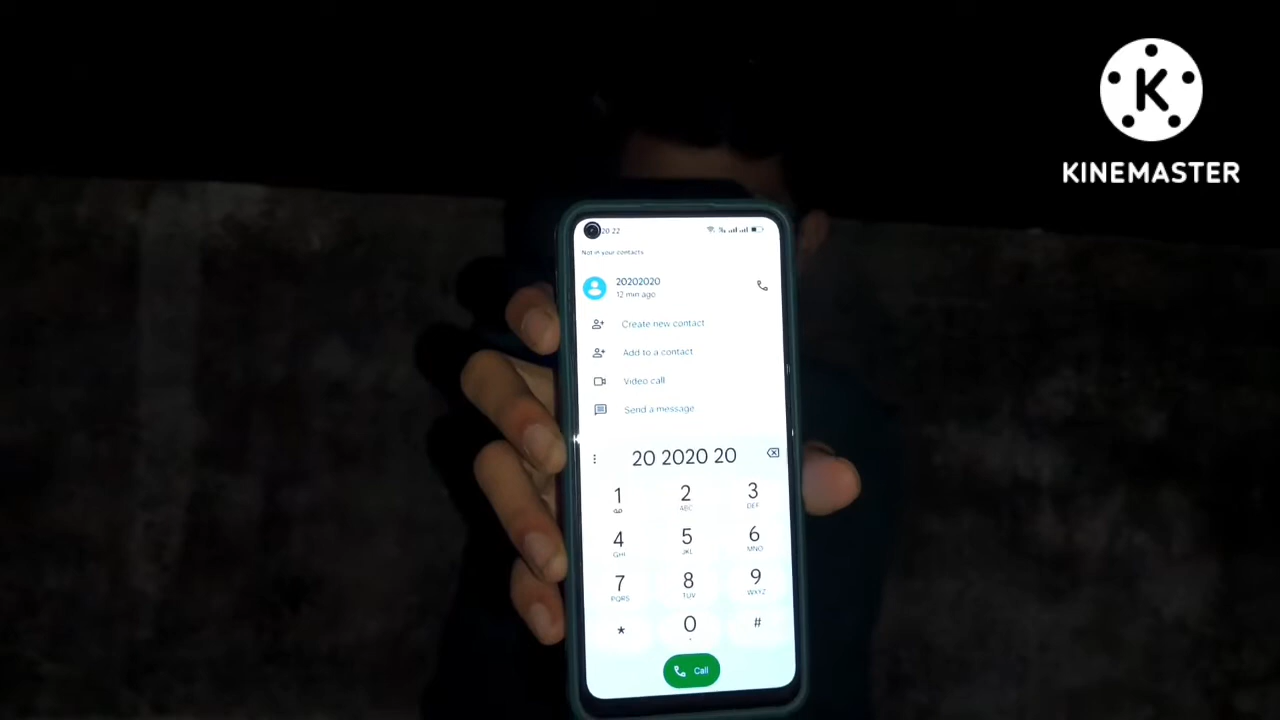 K
KINEMASTER
20 22
Not in your contacts
20202020
12 min ago
Create new contact
Add to a contact
Video call
Send a message
20 2020 20
1
2 ABC
3 DEF
4 GHI
5 JKL
6 MNO
7 PQRS
8 TUV
9 WXYZ
*
0
#
Call